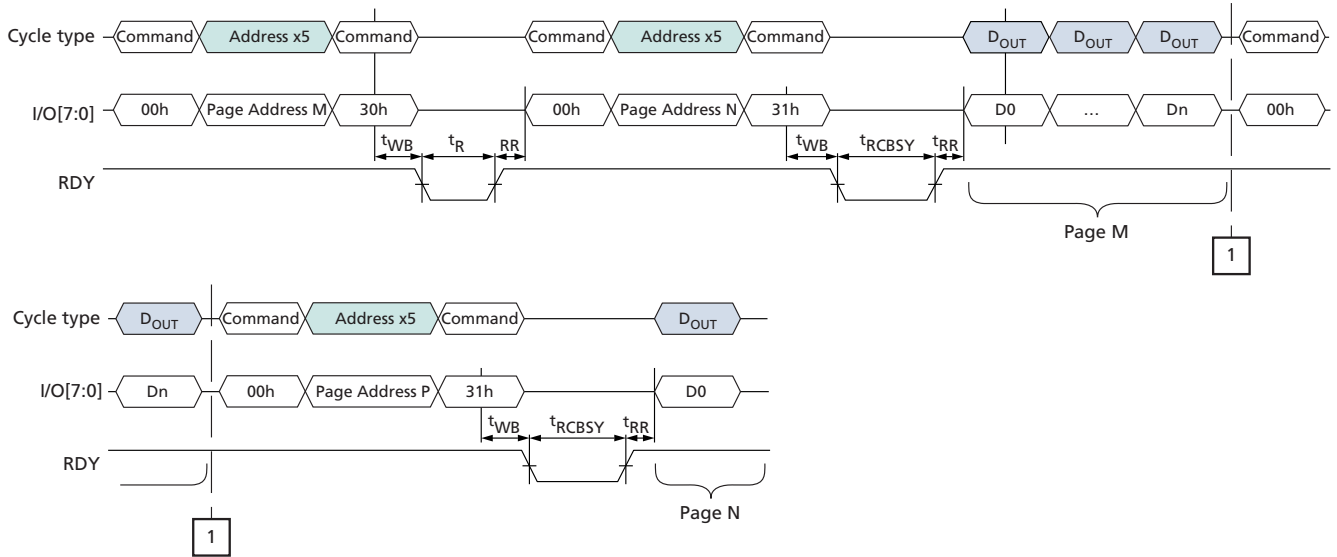 Cycle type Command Address x5 Command Command Address x5 Command DOUT DOUT DOUT Command
I/O[7:0] 00h Page Address M 30h 00h Page Address N 31h D0 ... Dn 00h
tWB tR RR tWB tRCBSY tRR
RDY
Page M
1
Cycle type DOUT Command Address x5 Command DOUT
I/O[7:0] Dn 00h Page Address P 31h D0
tWB tRCBSY tRR
RDY
Page N
1